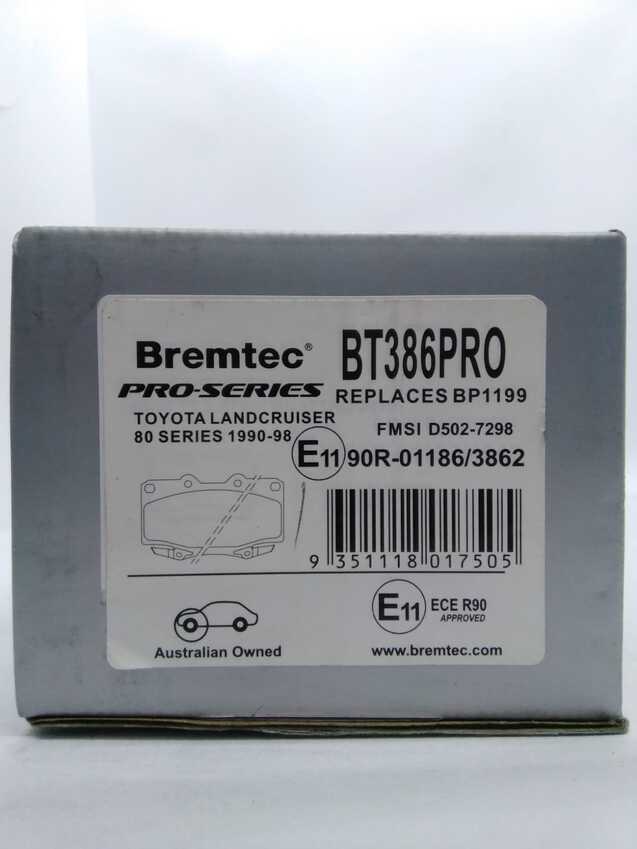 Bremtec®
PRO-SERIES
BT386PRO
REPLACES BP1199
TOYOTA LANDCRUISER
80 SERIES 1990-98
FMSI D502-7298
E11 90R-01186/3862
9 351118 017505
E11 ECE R90
APPROVED
Australian Owned
www.bremtec.com